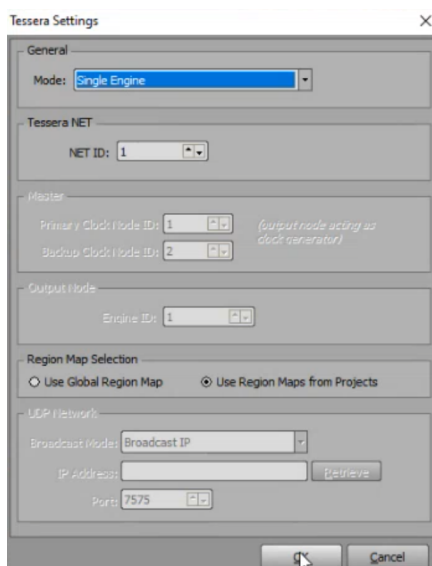 Tessera Settings
General
Mode: Single Engine
Tessera NET
NET ID: 1
Master
Primary Clock Node ID: 1 (output node acting as
clock generator)
Backup Clock Node ID: 2
Output Node
Engine ID: 1
Region Map Selection
Use Global Region Map Use Region Maps from Projects
UDP Network
Broadcast Mode: Broadcast IP
IP Address: Retrieve
Port: 7575
OK Cancel